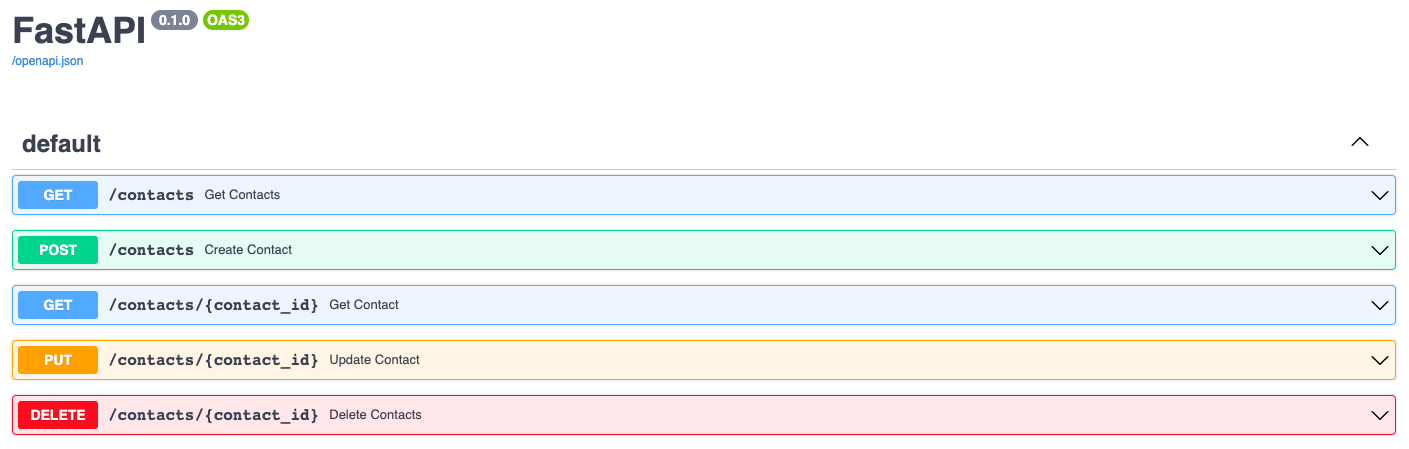 FastAPI 0.1.0 OAS3
/openapi.json
default
GET /contacts Get Contacts
POST /contacts Create Contact
GET /contacts/{contact_id} Get Contact
PUT /contacts/{contact_id} Update Contact
DELETE /contacts/{contact_id} Delete Contacts